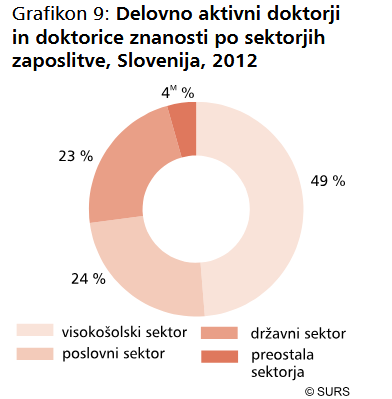 Grafikon 9: Delovno aktivni doktorji
in doktorice znanosti po sektorjih
zaposlitve, Slovenija, 2012
4ᴹ %
23 %
49 %
24 %
visokošolski sektor
državni sektor
poslovni sektor
preostala
sektorja
© SURS